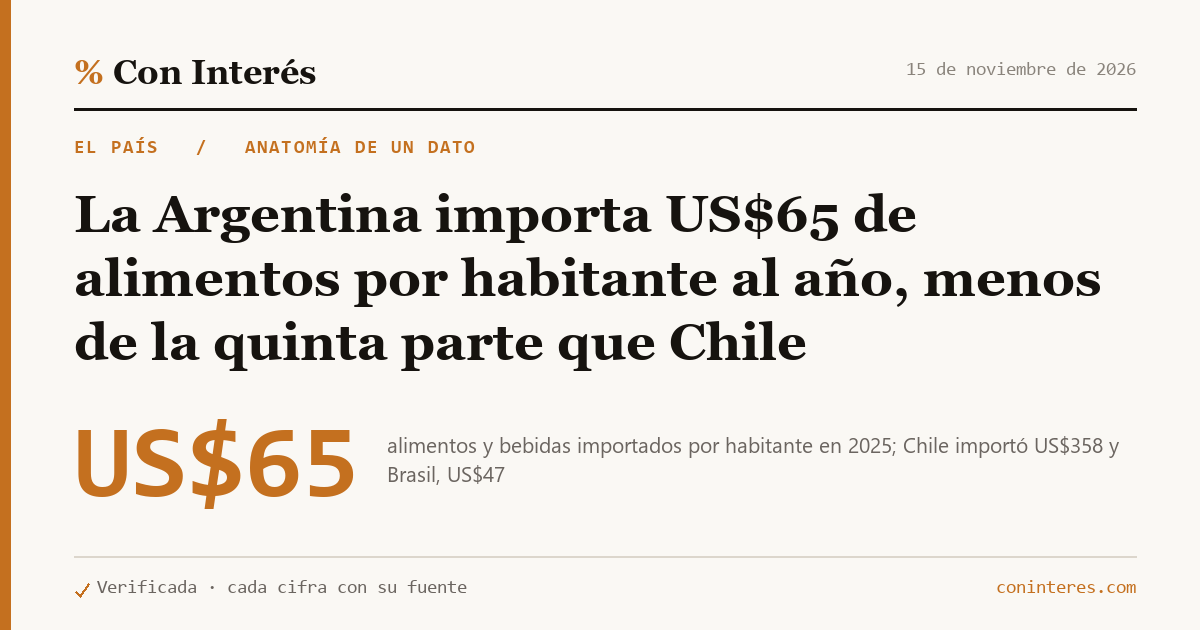 % Con Interés
15 de noviembre de 2026
EL PAÍS / ANATOMÍA DE UN DATO
La Argentina importa US$65 de
alimentos por habitante al año, menos
de la quinta parte que Chile
US$65
alimentos y bebidas importados por habitante en 2025; Chile importó US$358 y
Brasil, US$47
✓ Verificada · cada cifra con su fuente
coninteres.com